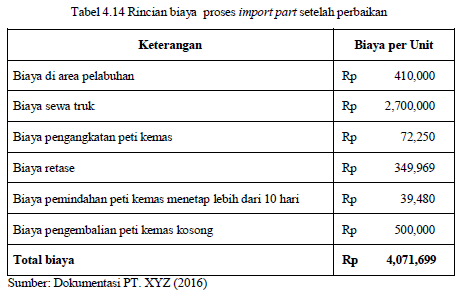 Tabel 4.14 Rincian biaya proses import part setelah perbaikan
Keterangan Biaya per Unit
Biaya di area pelabuhan Rp 410,000
Biaya sewa truk Rp 2,700,000
Biaya pengangkatan peti kemas Rp 72,250
Biaya retase Rp 349,969
Biaya pemindahan peti kemas menetap lebih dari 10 hari Rp 39,480
Biaya pengembalian peti kemas kosong Rp 500,000
Total biaya Rp 4,071,699
Sumber: Dokumentasi PT. XYZ (2016)